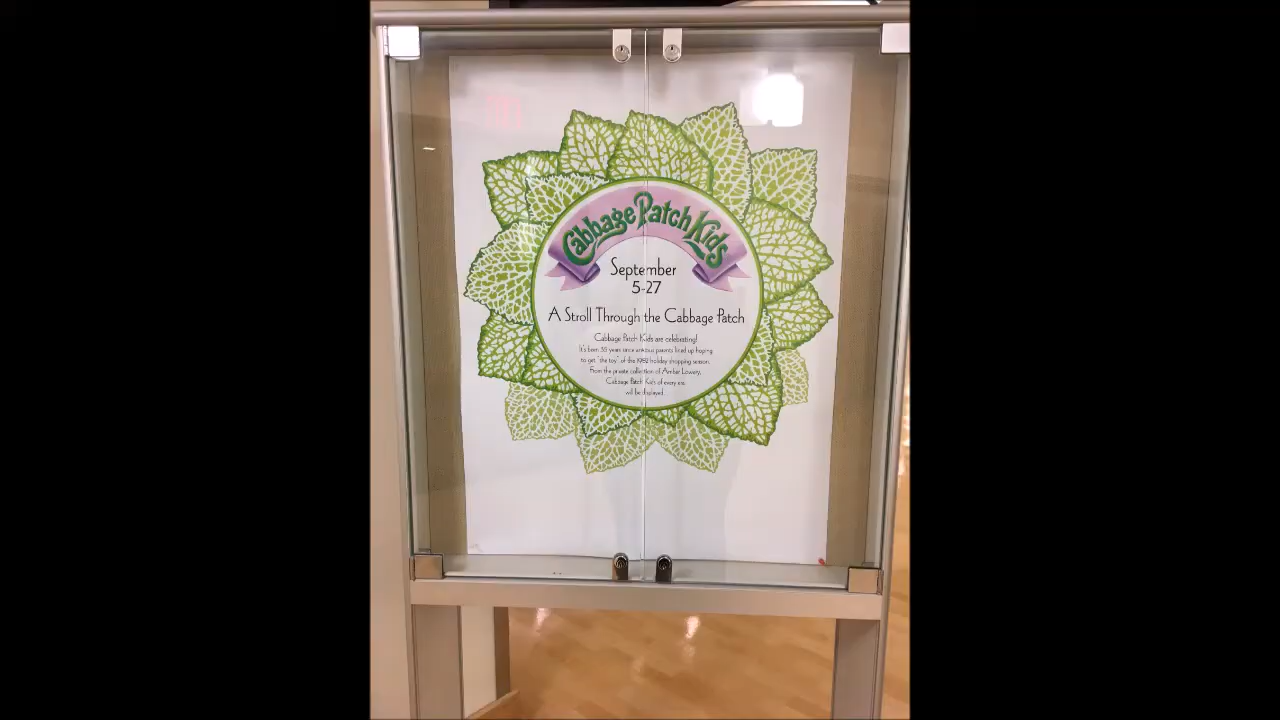 Cabbage Patch Kids
September
5-27
A Stroll Through the Cabbage Patch
Cabbage Patch Kids are celebrating!
It's been 35 years since anxious parents lined up hoping
to get "the toy" of the 1982 holiday shopping season.
From the private collection of Amber Lowery,
Cabbage Patch Kids of every era
will be displayed.